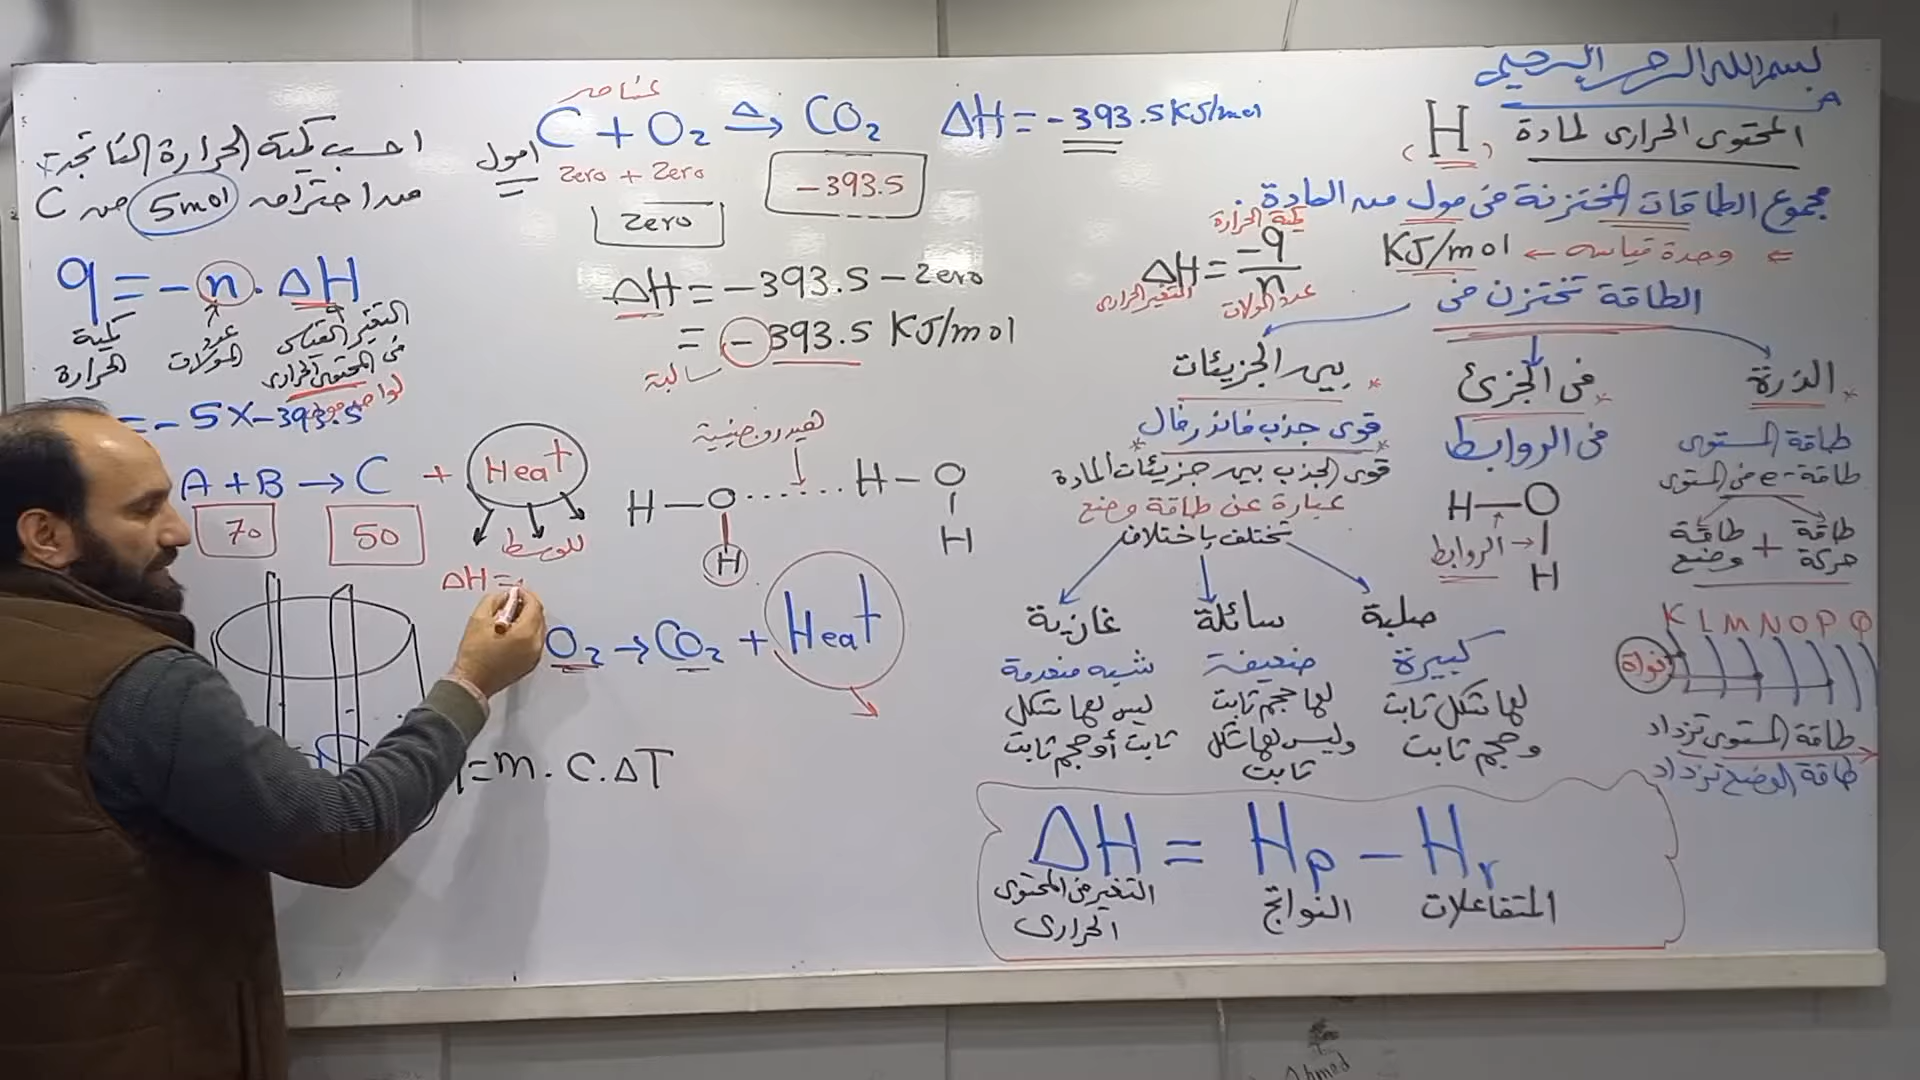 بسم الله الرحمن الرحيم
المحتوى الحرارى لمادة (H)
مجموع الطاقات المختزنة فى مول من المادة.
⇐ وحدة قياسه ← KJ/mol
كمية الحرارة
ΔH = -q/n
التغير الحرارى
عدد المولات
الطاقة تختزن فى
* الذرة
طاقة المستوى
طاقة e- فى المستوى
طاقة حركة + طاقة وضع
K L M N O P Q
نواة
طاقة المستوى تزداد
طاقة الوضع تزداد
* فى الجزئ
فى الروابط
H—O
الروابط →
H
* بين الجزيئات
قوى جذب فاندرفال
قوى الجذب بين جزيئات المادة
عبارة عن طاقة وضع
تختلف باختلاف
صلبة
كبيرة
لها شكل ثابت
وحجم ثابت
سائلة
ضعيفة
لها حجم ثابت
وليس لها شكل
ثابت
غازية
شبه منعدمة
ليس لها شكل
ثابت أو حجم ثابت
ΔH = Hp - Hr
التغير فى المحتوى
الحرارى
النواتج
المتفاعلات
عناصر
C + O2 →Δ CO2 ΔH = -393.5 KJ/mol
1 مول
Zero + Zero
-393.5
Zero
ΔH = -393.5 - Zero
= -393.5 KJ/mol
سالبة
هيدروجينية
H—O......H—O
H
H
احسب كمية الحرارة الناتجة
من احتراق 5mol من C
q = -n . ΔH
كمية
الحرارة
عدد
المولات
التغير القياسى
فى المحتوى الحرارى
= -5 x -393.5
A + B → C + Heat
70
50
للوسط
ΔH =
O2 → CO2 + Heat
= m . C . ΔT
Ahmed